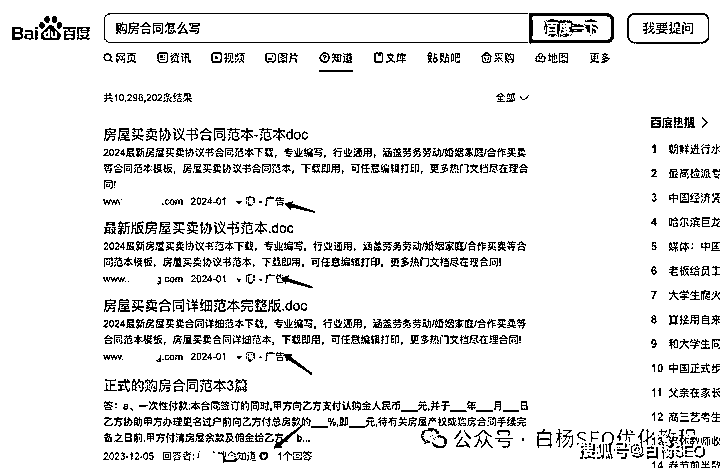 Bai百度
购房合同怎么写
百度一下
我要提问
网页 资讯 视频 图片 知道 文库 贴吧 采购 地图 更多
共10,296,202条结果
全部
房屋买卖协议书合同范本-范本doc
2024最新房屋买卖协议书合同范本下载，专业编写，行业通用，涵盖劳务劳动/婚姻家庭/合作买卖
等合同范本模板，房屋买卖协议书合同范本，下载即用，可任意编辑打印，更多热门文档尽在理合
同!
www. .com 2024-01 广告
最新版房屋买卖协议书范本.doc
2024最新房屋买卖协议书范本下载，专业编写，行业通用，涵盖劳务劳动/婚姻家庭/合作买卖等合
同范本模板，房屋买卖协议书范本，下载即用，可任意编辑打印，更多热门文档尽在理合同!
www. g.com 2024-01 广告
房屋买卖合同详细范本完整版.doc
2024最新房屋买卖合同详细范本下载，专业编写，行业通用，涵盖劳务劳动/婚姻家庭/合作买卖等
合同范本模板，房屋买卖合同详细范本，下载即用，可任意编辑打印，更多热门文档尽在理合同!
www. g.com 2024-01 广告
正式的购房合同范本3篇
答：a、一次性付款:本合同签订的同时,甲方向乙方支付认购金人民币___元,并于___年___月___日
乙方协助甲方办理更名过户前向乙方付总房款的___%,即___元,待有关房屋产权或临房合同手续完
备之日前,甲方付清房屋余款及佣金给乙方 b...
2023-12-05 回答者: 知道 1个回答
百度热搜
1 朝鲜进行水
2 最高检派专
3 中国经济
4 哈尔滨巨龙
5 媒体：中国
6 老板给员工
7 大学生爬火
8 直接用自来
9 和大学生同
10 中国正式步
11 父亲在家长
12 高三艺考生
13
14 春节前半
公众号·白杨SEO优化教程
搜狐号@白杨SEO